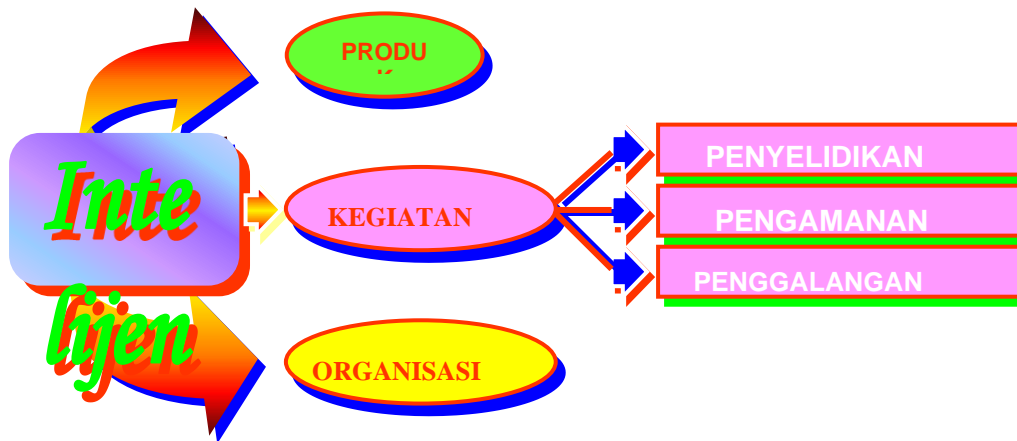 PRODU
K
Inte
lijen
KEGIATAN
ORGANISASI
PENYELIDIKAN
PENGAMANAN
PENGGALANGAN